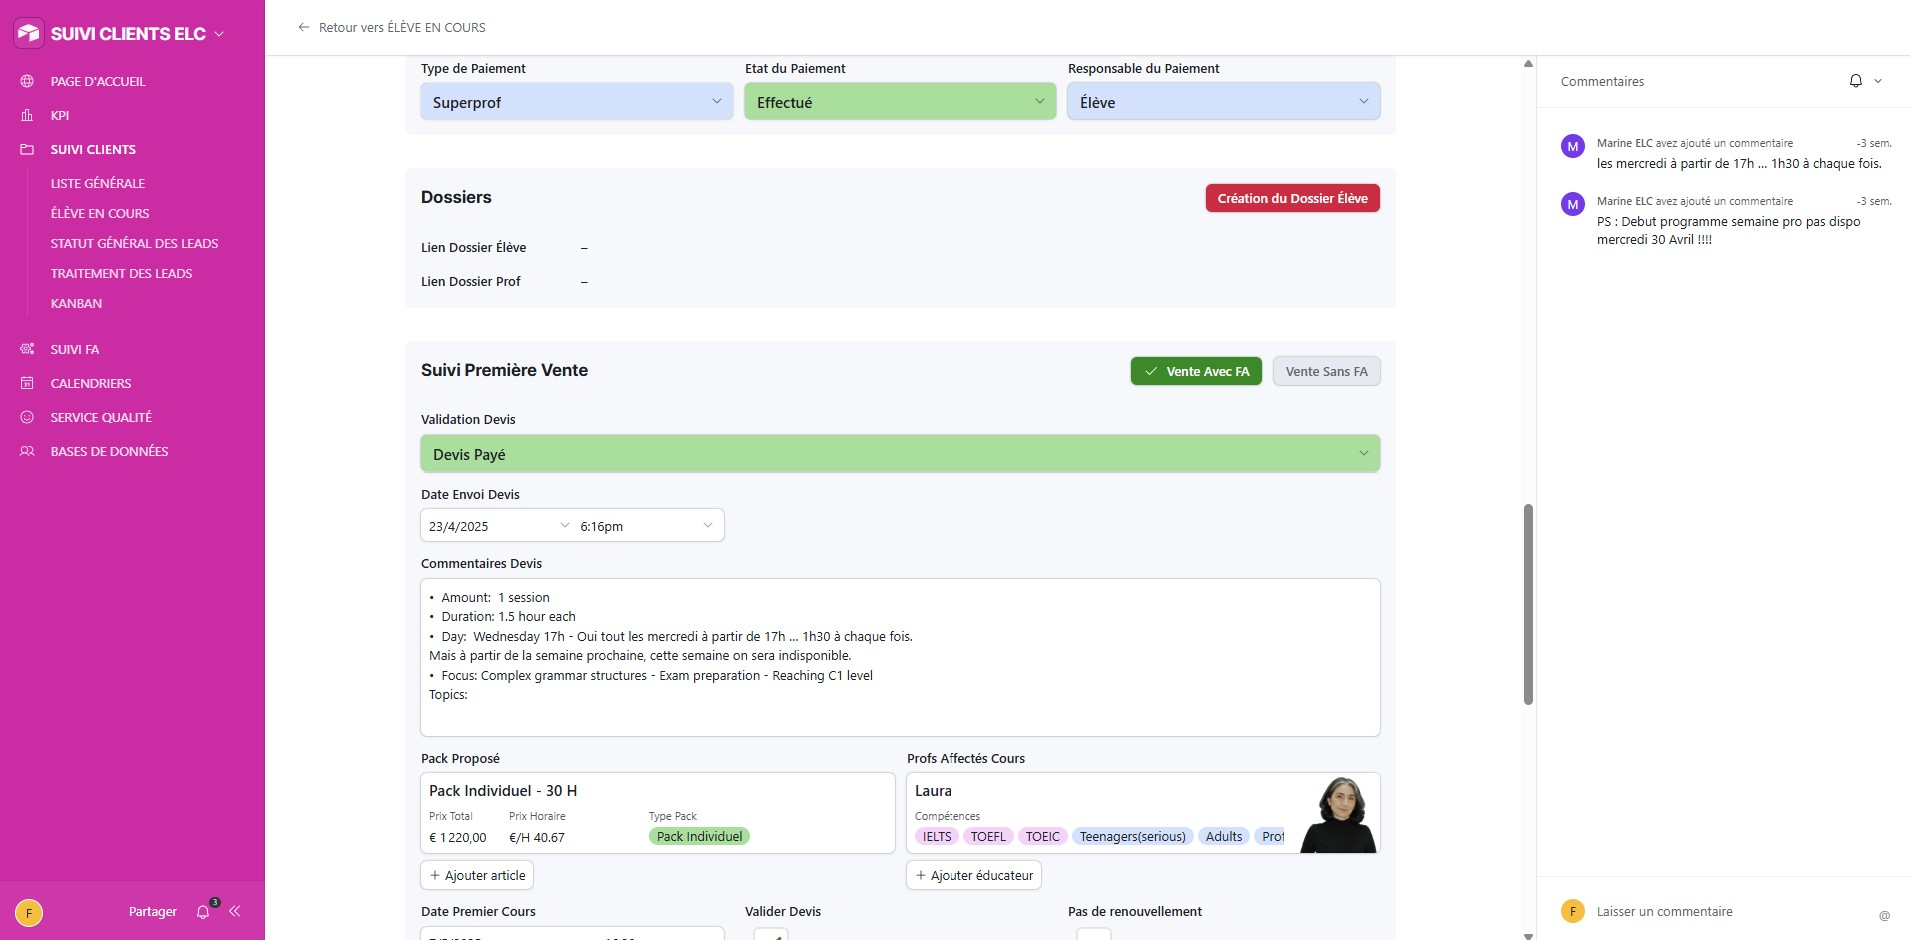 SUIVI CLIENTS ELC
PAGE D'ACCUEIL
KPI
SUIVI CLIENTS
LISTE GÉNÉRALE
ÉLÈVE EN COURS
STATUT GÉNÉRAL DES LEADS
TRAITEMENT DES LEADS
KANBAN
SUIVI FA
CALENDRIERS
SERVICE QUALITÉ
BASES DE DONNÉES
F
Partager
3
← Retour vers ÉLÈVE EN COURS
Type de Paiement
Etat du Paiement
Responsable du Paiement
Superprof
Effectué
Élève
Dossiers
Création du Dossier Élève
Lien Dossier Élève –
Lien Dossier Prof –
Suivi Première Vente
Vente Avec FA
Vente Sans FA
Validation Devis
Devis Payé
Date Envoi Devis
23/4/2025 6:16pm
Commentaires Devis
• Amount: 1 session
• Duration: 1.5 hour each
• Day: Wednesday 17h - Oui tout les mercredi à partir de 17h ... 1h30 à chaque fois.
Mais à partir de la semaine prochaine, cette semaine on sera indisponible.
• Focus: Complex grammar structures - Exam preparation - Reaching C1 level
Topics:
Pack Proposé
Pack Individuel - 30 H
Prix Total Prix Horaire Type Pack
€ 1 220,00 €/H 40.67 Pack Individuel
+ Ajouter article
Profs Affectés Cours
Laura
Compétences
IELTS TOEFL TOEIC Teenagers(serious) Adults Prof
+ Ajouter éducateur
Date Premier Cours
Valider Devis
Pas de renouvellement
Commentaires
M
Marine ELC avez ajouté un commentaire -3 sem.
les mercredi à partir de 17h ... 1h30 à chaque fois.
M
Marine ELC avez ajouté un commentaire -3 sem.
PS : Debut programme semaine pro pas dispo
mercredi 30 Avril !!!!
F
Laisser un commentaire
@